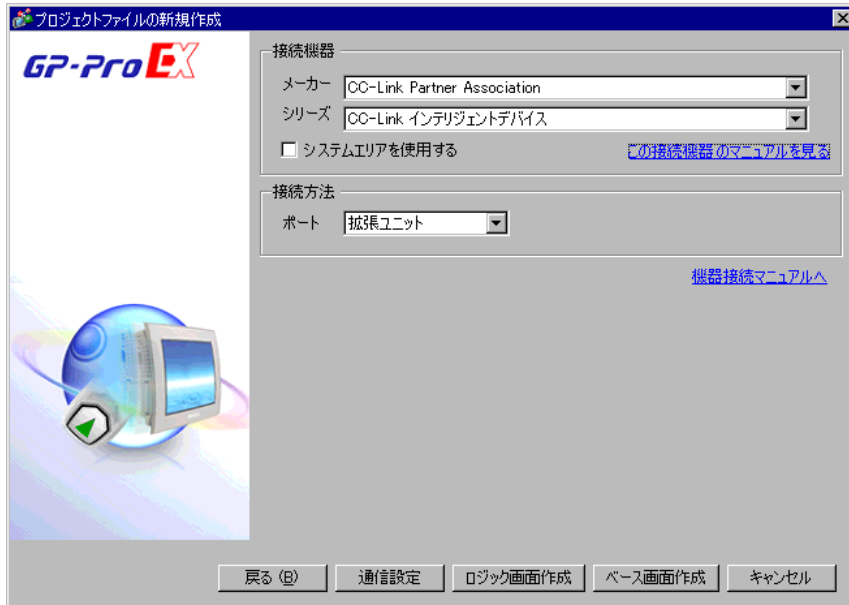 プロジェクトファイルの新規作成
GP-Pro EX
接続機器
メーカー CC-Link Partner Association
シリーズ CC-Link インテリジェントデバイス
システムエリアを使用する この接続機器のマニュアルを見る
接続方法
ポート 拡張ユニット
機器接続マニュアルへ
戻る (B) 通信設定 ロジック画面作成 ベース画面作成 キャンセル